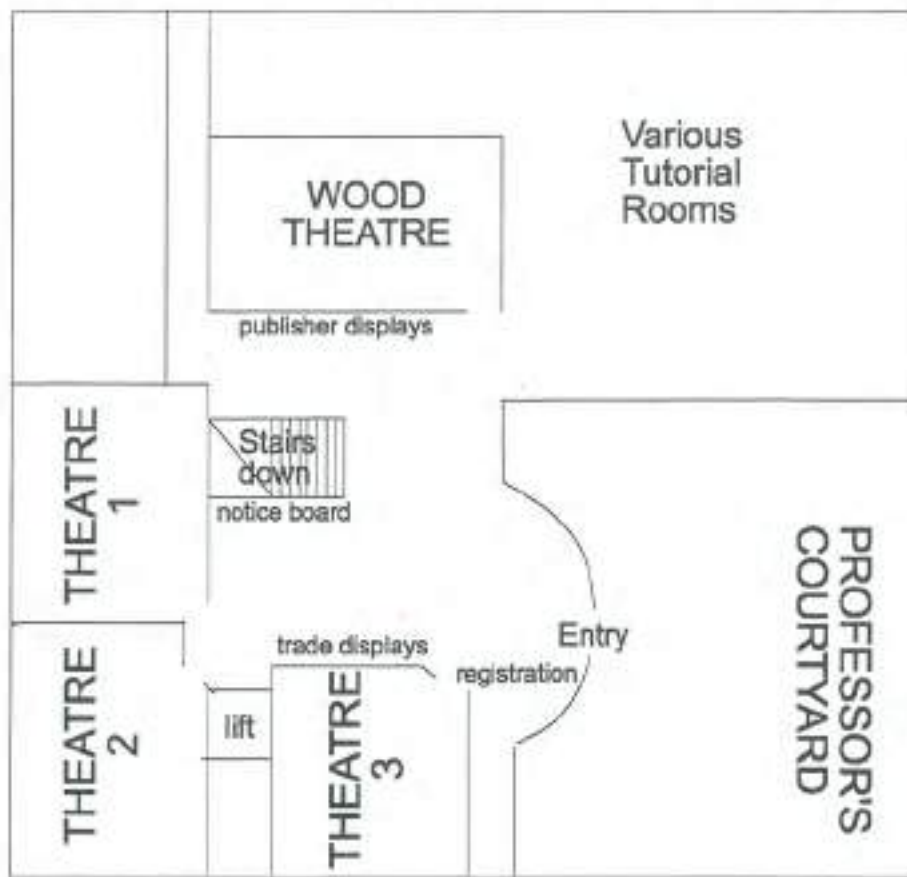 Various
Tutorial
Rooms
WOOD
THEATRE
publisher displays
THEATRE
1
Stairs
down
notice board
PROFESSOR'S
COURTYARD
Entry
trade displays
registration
THEATRE
2
lift
THEATRE
3